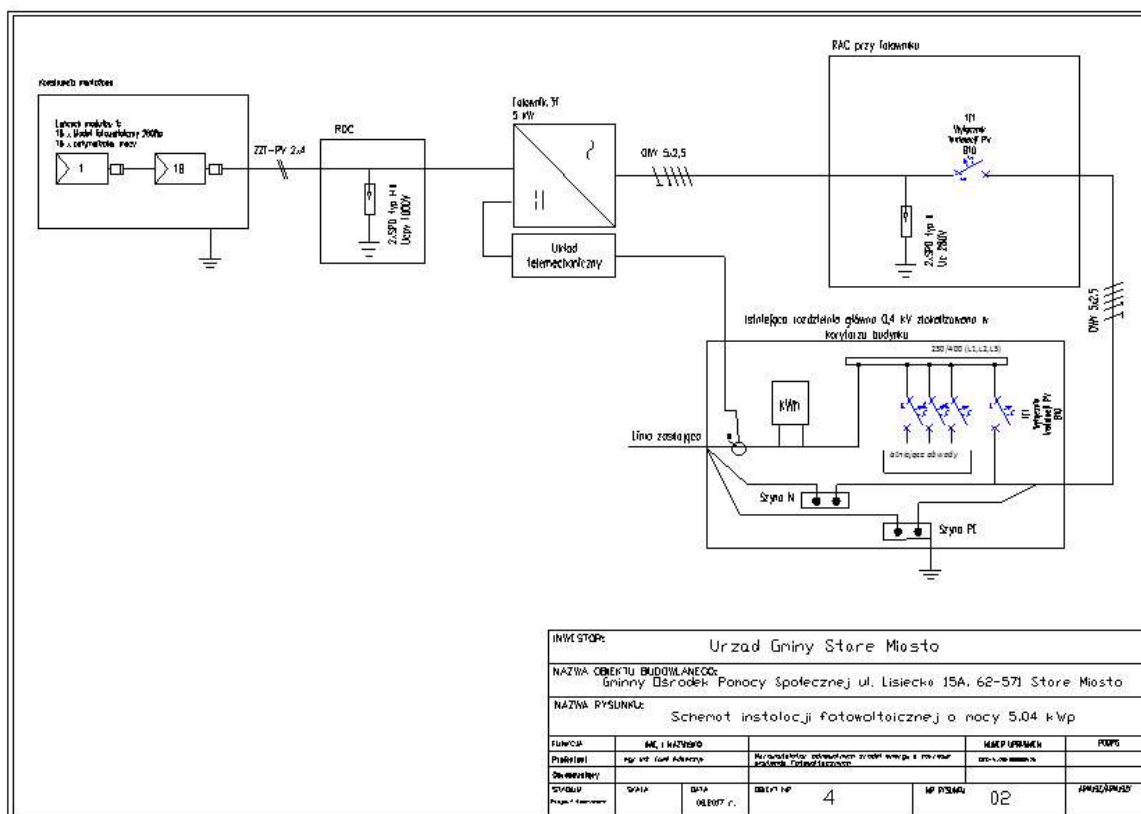 Konstrukcja montażowa
Łańcuch modułów 1:
18 x Moduł fotowoltaiczny 280Wp
18 x optymalizator mocy
1
18
ZZT-PV 2x4
RDC
2xSPD typ I+II
Ucpv 1000V
Falownik 3f
5 kW
Układ
telemechaniczny
OWY 5x2,5
RAC przy falowniku
1F1
Wyłącznik
instalacji PV
B10
2xSPD typ II
Uc 280V
OWY 5x2,5
Istniejąca rozdzielnia główna 0,4 kV zlokalizowana w
korytarzu budynku
230/400 (L1, L2, L3)
kWh
1F1
Wyłącznik
instalacji PV
B10
Linia zasilająca
istniejące obwody
Szyna N
Szyna PE
INWESTOR:
Urzad Gminy Stare Miasto
NAZWA OBIEKTU BUDOWLANEGO:
Gminny Ośrodek Pomocy Społecznej ul. Lisiecka 15A, 62-571 Stare Miasto
NAZWA RYSUNKU:
Schemat instalacji fotowoltaicznej o mocy 5.04 kWp
FUNKCJA IMIĘ I NAZWISKO NUMER UPRAWNIEŃ PODPIS
Projektant
Opracowujący
STADIUM SKALA DATA OBIEKT NR 4 NR RYSUNKU 02
08.2017 r.